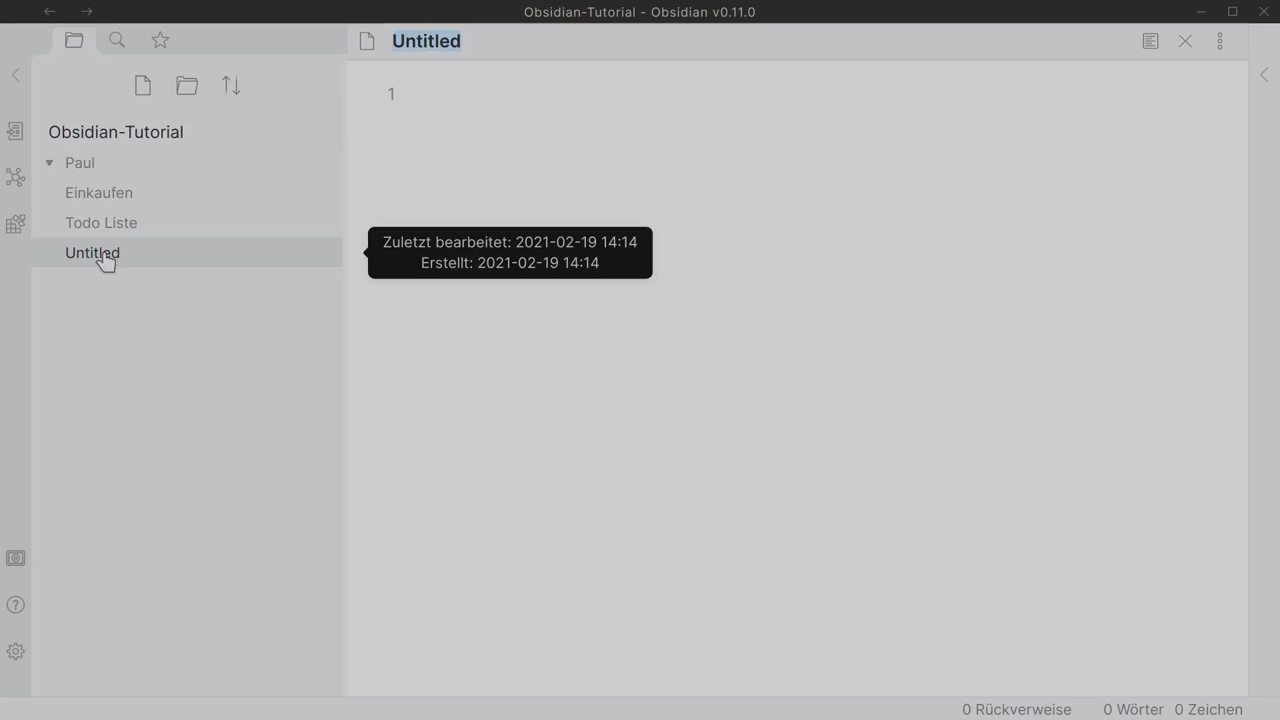 Obsidian-Tutorial - Obsidian v0.11.0
Untitled
1
Obsidian-Tutorial
Paul
Einkaufen
Todo Liste
Untitled
Zuletzt bearbeitet: 2021-02-19 14:14
Erstellt: 2021-02-19 14:14
0 Rückverweise 0 Wörter 0 Zeichen